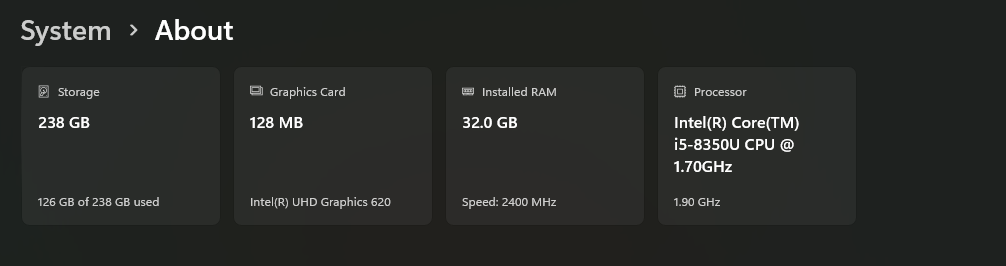 System > About
Storage
238 GB
126 GB of 238 GB used
Graphics Card
128 MB
Intel(R) UHD Graphics 620
Installed RAM
32.0 GB
Speed: 2400 MHz
Processor
Intel(R) Core(TM)
i5-8350U CPU @
1.70GHz
1.90 GHz